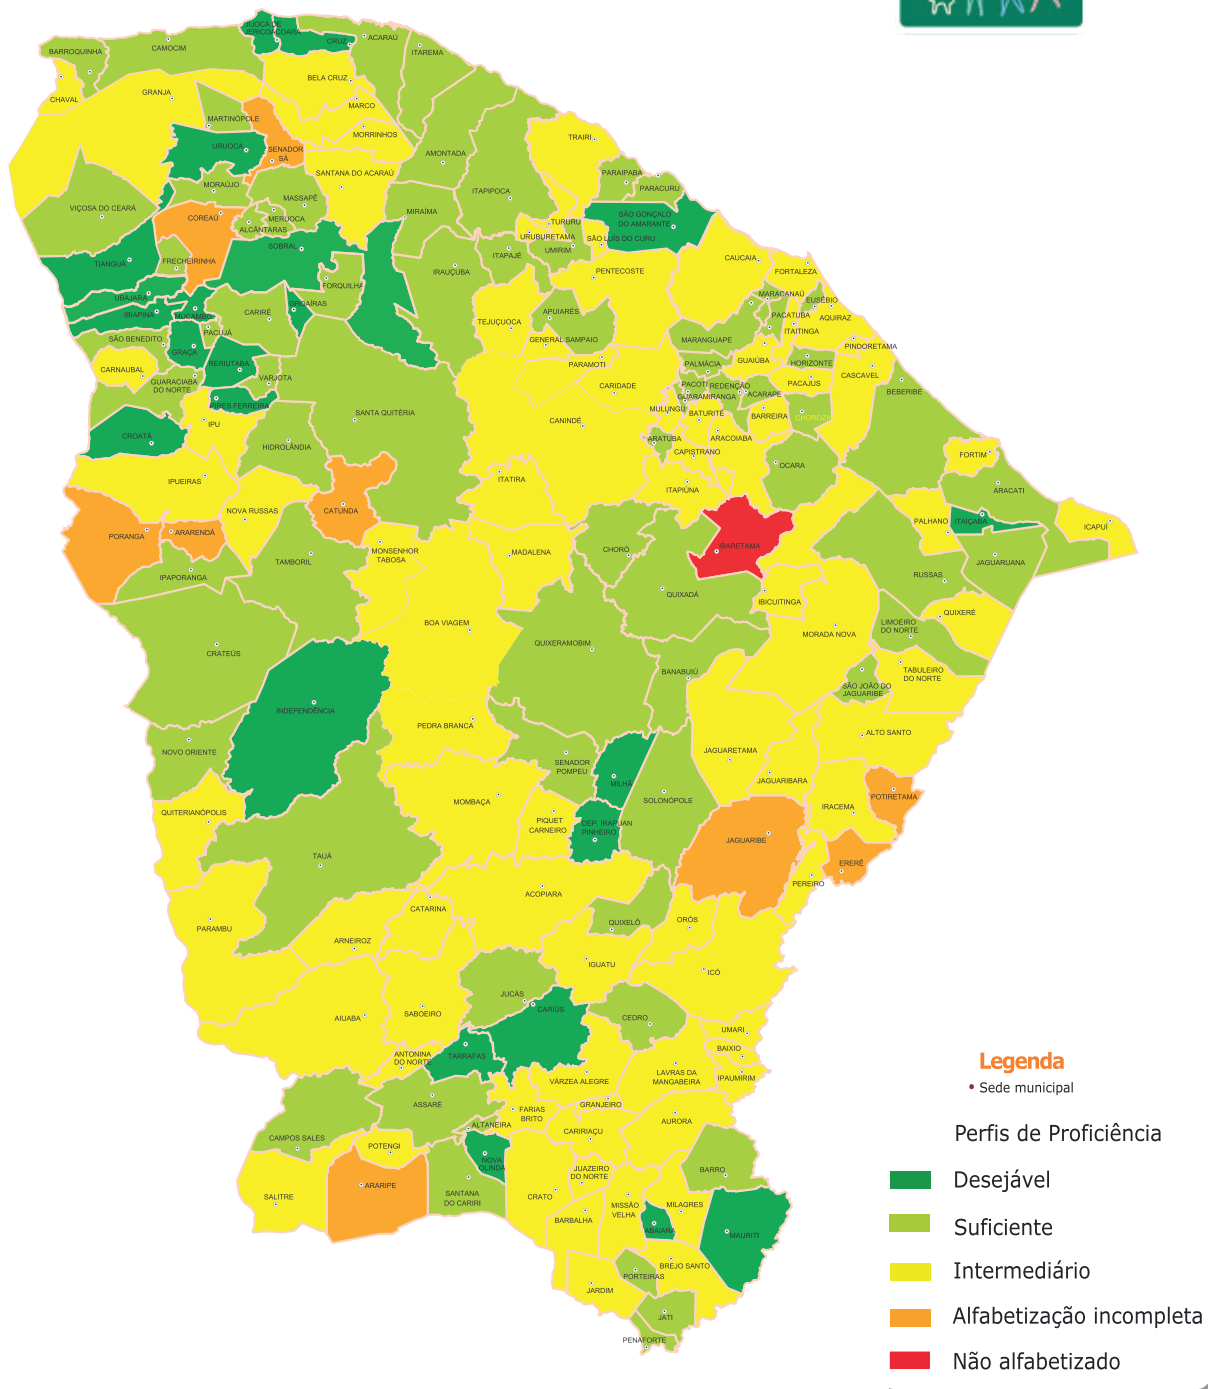 JIJOCA DE
JERICOACOARA
CRUZ
ACARAÚ
ITAREMA
CAMOCIM
BARROQUINHA
CHAVAL
GRANJA
BELA CRUZ
MARCO
MORRINHOS
MARTINÓPOLE
URUOCA
SENADOR
SÁ
SANTANA DO ACARAÚ
AMONTADA
TRAIRI
PARAIPABA
PARACURU
MORAÚJO
MASSAPÊ
ITAPIPOCA
VIÇOSA DO CEARÁ
COREAÚ
MERUOCA
ALCÂNTARAS
MIRAÍMA
TURURU
URUBURETAMA
SÃO GONÇALO
DO AMARANTE
SÃO LUÍS DO CURU
UMIRIM
SOBRAL
ITAPAJÉ
TIANGUÁ
FRECHEIRINHA
IRAUÇUBA
PENTECOSTE
CAUCAIA
FORTALEZA
FORQUILHA
UBAJARA
IBIAPINA
MUCAMBO
CARIRÉ
GROAÍRAS
APUIARÉS
TEJUÇUOCA
MARACANAÚ
EUSÉBIO
PACATUBA
AQUIRAZ
ITAITINGA
PACUJÁ
SÃO BENEDITO
GRAÇA
GENERAL SAMPAIO
MARANGUAPE
PINDORETAMA
CARNAUBAL
RERIUTABA
VARJOTA
GUARACIABA
DO NORTE
PARAMOTI
PALMÁCIA
GUAIÚBA
HORIZONTE
CASCAVEL
CARIDADE
PACOTI
REDENÇÃO
PACAJUS
GUARAMIRANGA
ACARAPE
BEBERIBE
PIRES FERREIRA
MULUNGU
BATURITÉ
BARREIRA
CHOROZINHO
SANTA QUITÉRIA
CANINDÉ
IPU
CROATÁ
HIDROLÂNDIA
ARATUBA
ARACOIABA
CAPISTRANO
OCARA
FORTIM
IPUEIRAS
ITATIRA
ITAPIÚNA
ARACATI
NOVA RUSSAS
CATUNDA
PALHANO
ITAIÇABA
ICAPUÍ
PORANGA
ARARENDÁ
IBARETAMA
MONSENHOR
TABOSA
MADALENA
CHORÓ
TAMBORIL
JAGUARUANA
IPAPORANGA
RUSSAS
QUIXADÁ
IBICUITINGA
QUIXERÉ
BOA VIAGEM
LIMOEIRO
DO NORTE
MORADA NOVA
CRATEÚS
QUIXERAMOBIM
BANABUIÚ
TABULEIRO
DO NORTE
SÃO JOÃO DO
JAGUARIBE
INDEPENDÊNCIA
PEDRA BRANCA
ALTO SANTO
NOVO ORIENTE
JAGUARETAMA
SENADOR
POMPEU
MILHÃ
JAGUARIBARA
SOLONÓPOLE
POTIRETAMA
MOMBAÇA
IRACEMA
QUITERIANÓPOLIS
PIQUET
CARNEIRO
DEP. IRAPUAN
PINHEIRO
JAGUARIBE
TAUÁ
ERERÊ
PEREIRO
ACOPIARA
CATARINA
PARAMBU
QUIXELÔ
ORÓS
ARNEIROZ
IGUATU
ICÓ
JUCÁS
CARIÚS
SABOEIRO
AIUABA
CEDRO
UMARI
BAIXIO
ANTONINA
DO NORTE
TARRAFAS
LAVRAS DA
MANGABEIRA
IPAUMIRIM
VÁRZEA ALEGRE
ASSARÉ
GRANJEIRO
FARIAS
BRITO
AURORA
ALTANEIRA
CARIRIAÇU
CAMPOS SALES
POTENGI
NOVA
OLINDA
BARRO
JUAZEIRO
DO NORTE
ARARIPE
SALITRE
SANTANA
DO CARIRI
CRATO
MISSÃO
VELHA
MILAGRES
BARBALHA
ABAIARA
MAURITI
BREJO SANTO
PORTEIRAS
JARDIM
JATI
PENAFORTE
Legenda
• Sede municipal
Perfis de Proficiência
Desejável
Suficiente
Intermediário
Alfabetização incompleta
Não alfabetizado